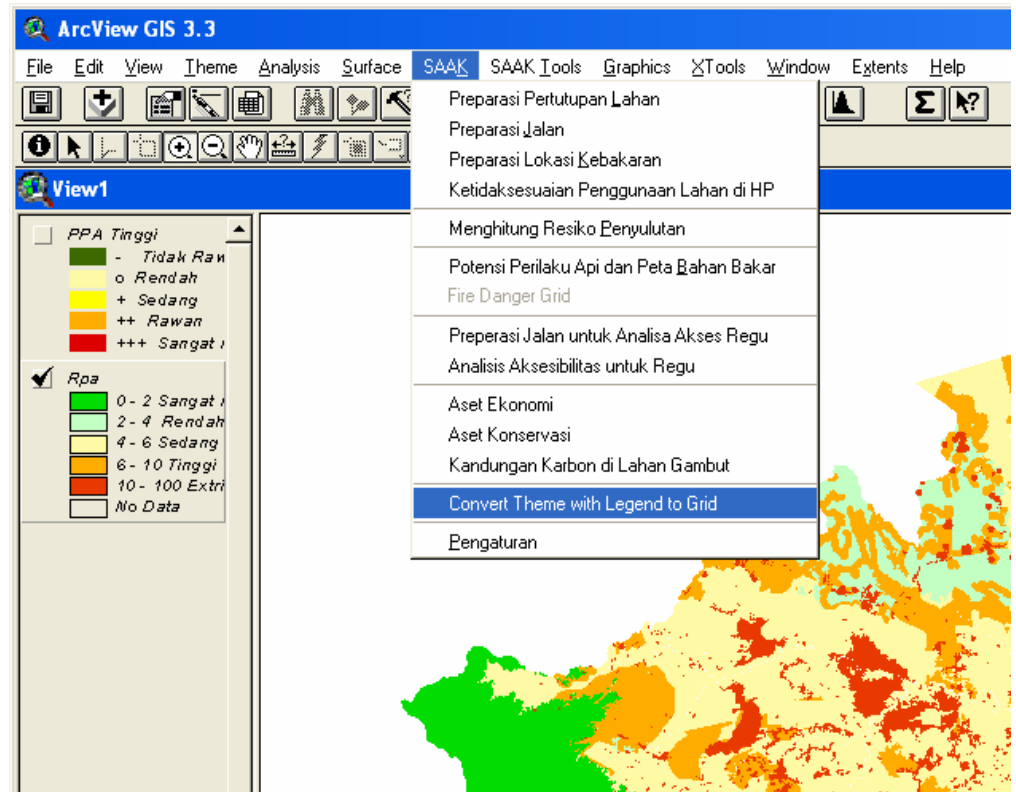 ArcView GIS 3.3
File Edit View Theme Analysis Surface SAAK SAAK Tools Graphics XTools Window Extents Help
View1
PPA Tinggi
- Tidak Raw
o Rendah
+ Sedang
++ Rawan
+++ Sangat
Rpa
0 - 2 Sangat
2 - 4 Rendah
4 - 6 Sedang
6 - 10 Tinggi
10 - 100 Extri
No Data
Preparasi Pertutupan Lahan
Preparasi Jalan
Preparasi Lokasi Kebakaran
Ketidaksesuaian Penggunaan Lahan di HP
Menghitung Resiko Penyulutan
Potensi Perilaku Api dan Peta Bahan Bakar
Fire Danger Grid
Preperasi Jalan untuk Analisa Akses Regu
Analisis Aksesibilitas untuk Regu
Aset Ekonomi
Aset Konservasi
Kandungan Karbon di Lahan Gambut
Convert Theme with Legend to Grid
Pengaturan